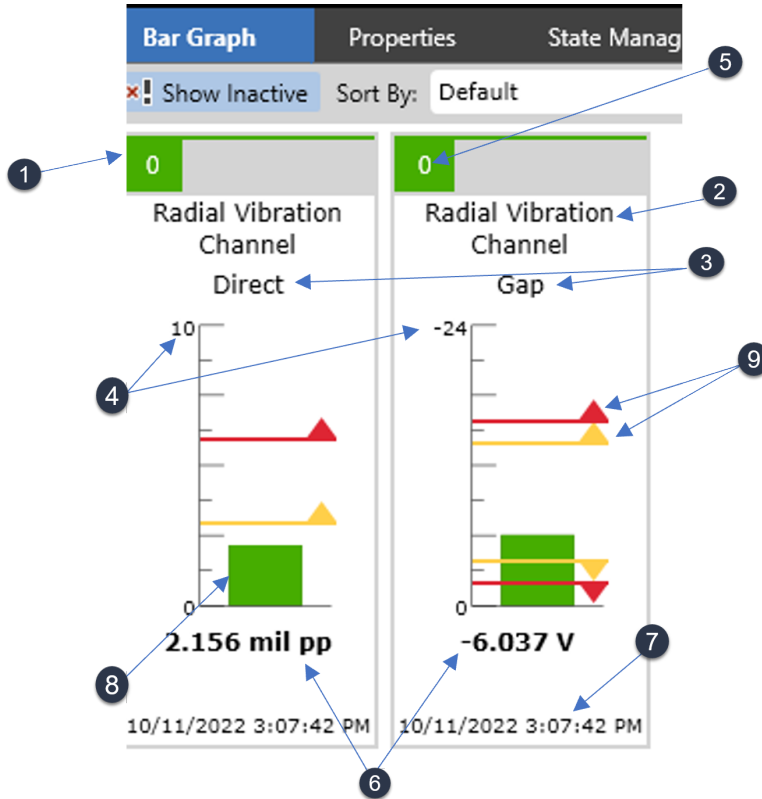 Bar Graph Properties State Manag
5
Show Inactive Sort By: Default
1
0 0
2
Radial Vibration Radial Vibration
Channel Channel
3
Direct Gap
10 -24
9
4
0 0
2.156 mil pp -6.037 V
7
8
10/11/2022 3:07:42 PM 10/11/2022 3:07:42 PM
6